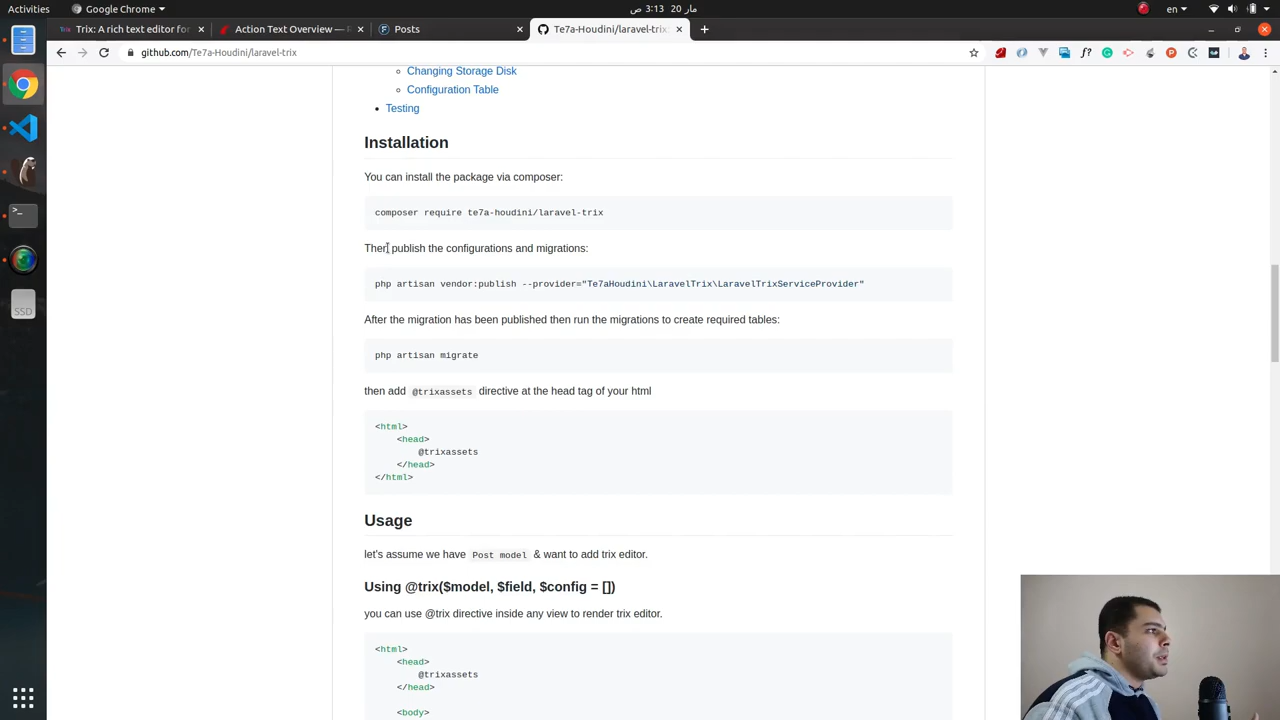 Activities
Google Chrome
مار 20  3:13 ص
en
Trix: A rich text editor for
Action Text Overview — R
Posts
Te7a-Houdini/laravel-trix
github.com/Te7a-Houdini/laravel-trix
Changing Storage Disk
Configuration Table
Testing
Installation
You can install the package via composer:
composer require te7a-houdini/laravel-trix
Then publish the configurations and migrations:
php artisan vendor:publish --provider="Te7aHoudini\LaravelTrix\LaravelTrixServiceProvider"
After the migration has been published then run the migrations to create required tables:
php artisan migrate
then add @trixassets directive at the head tag of your html
<html>
<head>
@trixassets
</head>
</html>
Usage
let's assume we have Post model & want to add trix editor.
Using @trix($model, $field, $config = [])
you can use @trix directive inside any view to render trix editor.
<html>
<head>
@trixassets
</head>
<body>
SSD